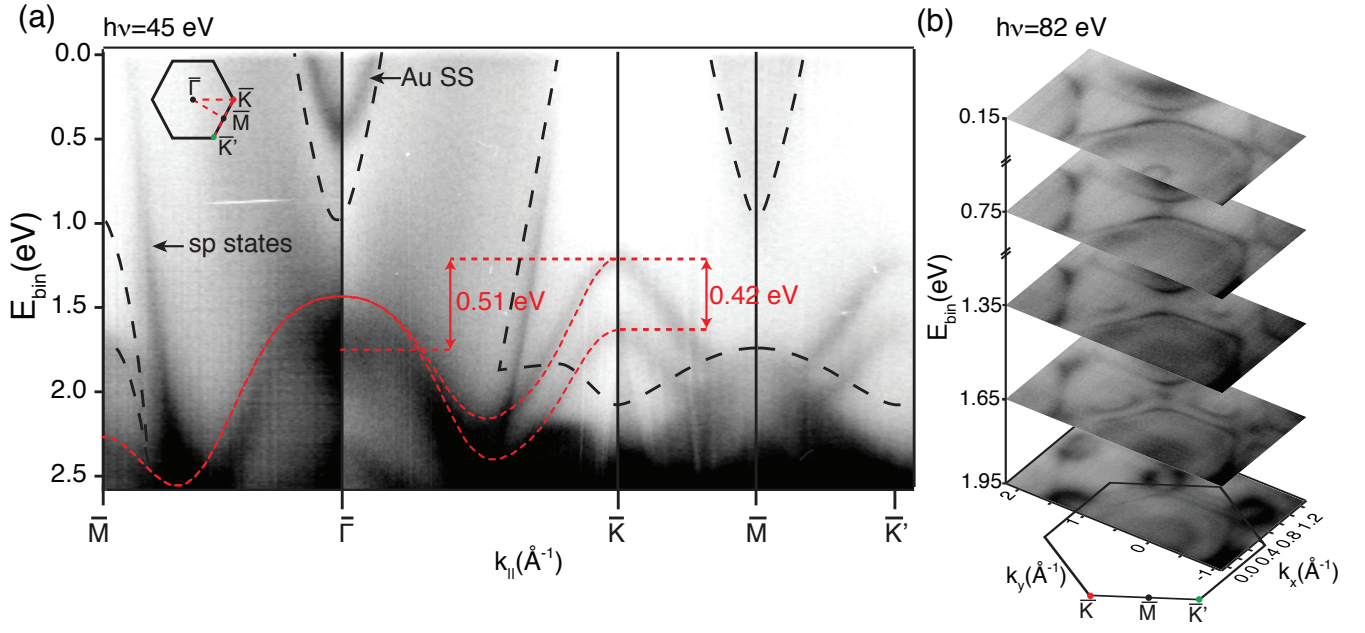 (a)
hν=45 eV
0.0
0.5
1.0
1.5
2.0
2.5
E_bin(eV)
Γ̅
K̅
M̅
K̅'
Au SS
sp states
0.51 eV
0.42 eV
M̅
Γ̅
K̅
M̅
K̅'
k_||(Å⁻¹)
(b)
hν=82 eV
0.15
0.75
1.35
1.65
1.95
E_bin(eV)
2
1
0
-1
0.0
0.4
0.8
1.2
k_y(Å⁻¹)
k_x(Å⁻¹)
K̅
M̅
K̅'